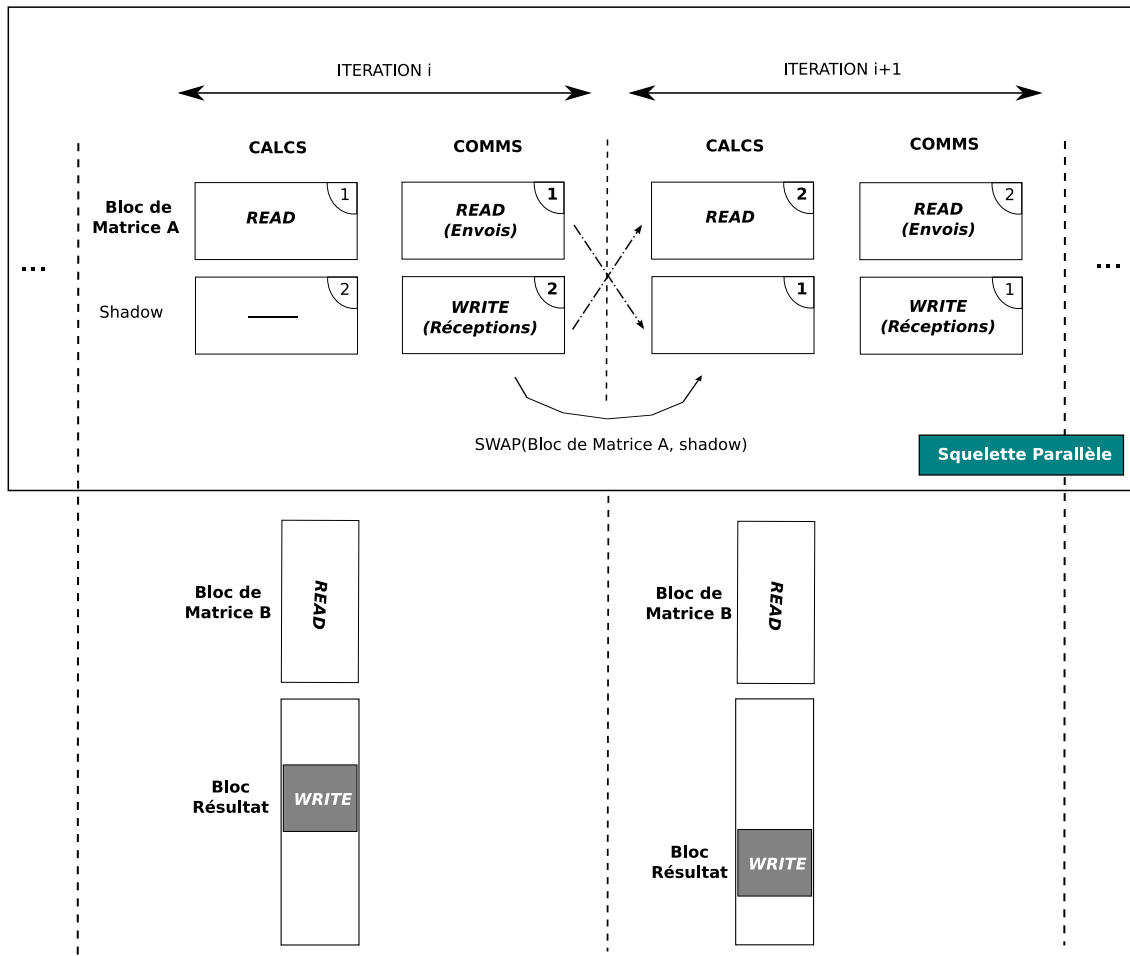 ITERATION i
ITERATION i+1
CALCS
COMMS
CALCS
COMMS
Bloc de
Matrice A
READ
1
READ
(Envois)
1
READ
2
READ
(Envois)
2
...
...
Shadow
2
WRITE
(Réceptions)
2
1
WRITE
(Réceptions)
1
SWAP(Bloc de Matrice A, shadow)
Squelette Parallèle
Bloc de
Matrice B
READ
Bloc de
Matrice B
READ
Bloc
Résultat
WRITE
Bloc
Résultat
WRITE